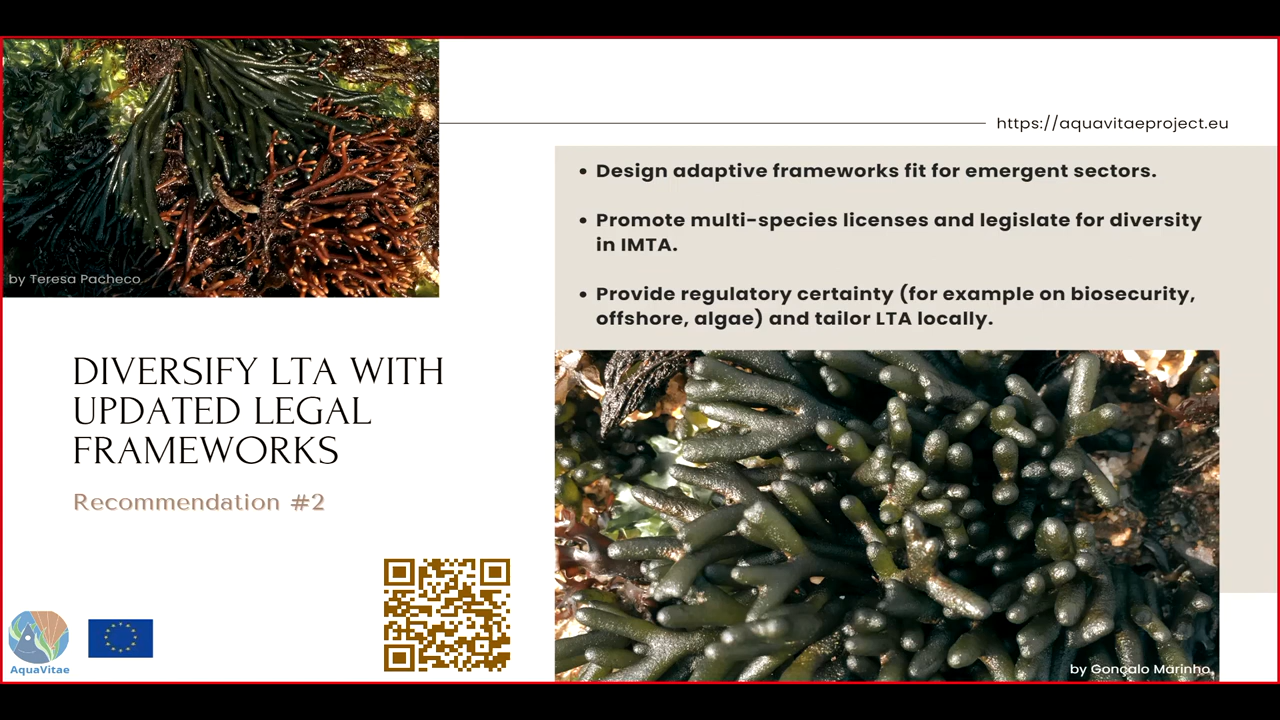 https://aquavitaeproject.eu
• Design adaptive frameworks fit for emergent sectors.
• Promote multi-species licenses and legislate for diversity
in IMTA.
• Provide regulatory certainty (for example on biosecurity,
offshore, algae) and tailor LTA locally.
by Teresa Pacheco
DIVERSIFY LTA WITH
UPDATED LEGAL
FRAMEWORKS
Recommendation #2
AquaVitae
by Gonçalo Marinho